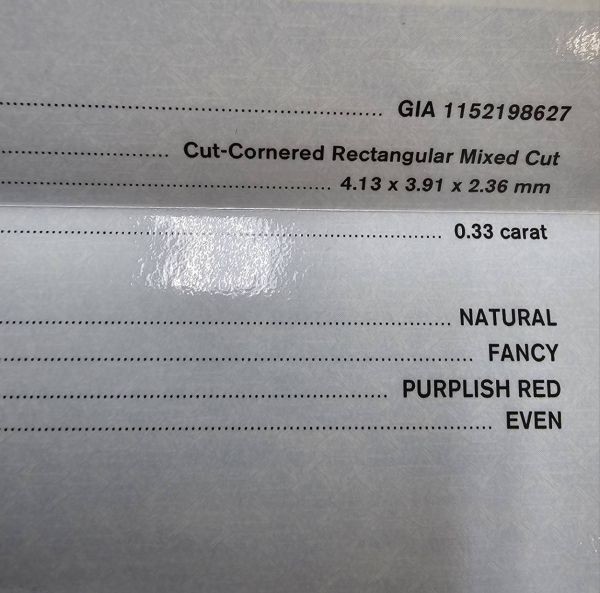 GIA 1152198627
Cut-Cornered Rectangular Mixed Cut
4.13 x 3.91 x 2.36 mm
0.33 carat
NATURAL
FANCY
PURPLISH RED
EVEN